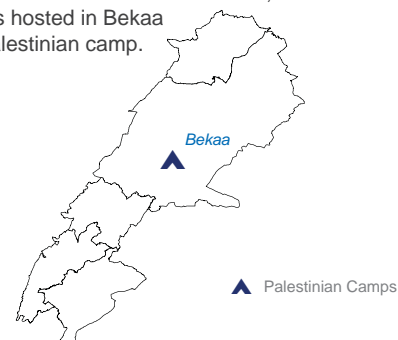 s hosted in Bekaa
alestinian camp.
Bekaa
Palestinian Camps